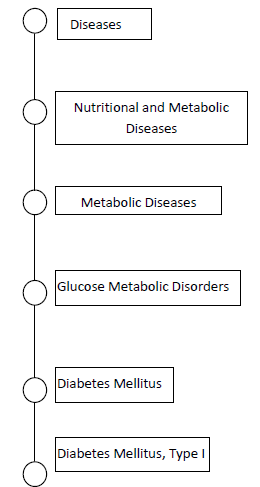 Diseases
Nutritional and Metabolic
Diseases
Metabolic Diseases
Glucose Metabolic Disorders
Diabetes Mellitus
Diabetes Mellitus, Type I